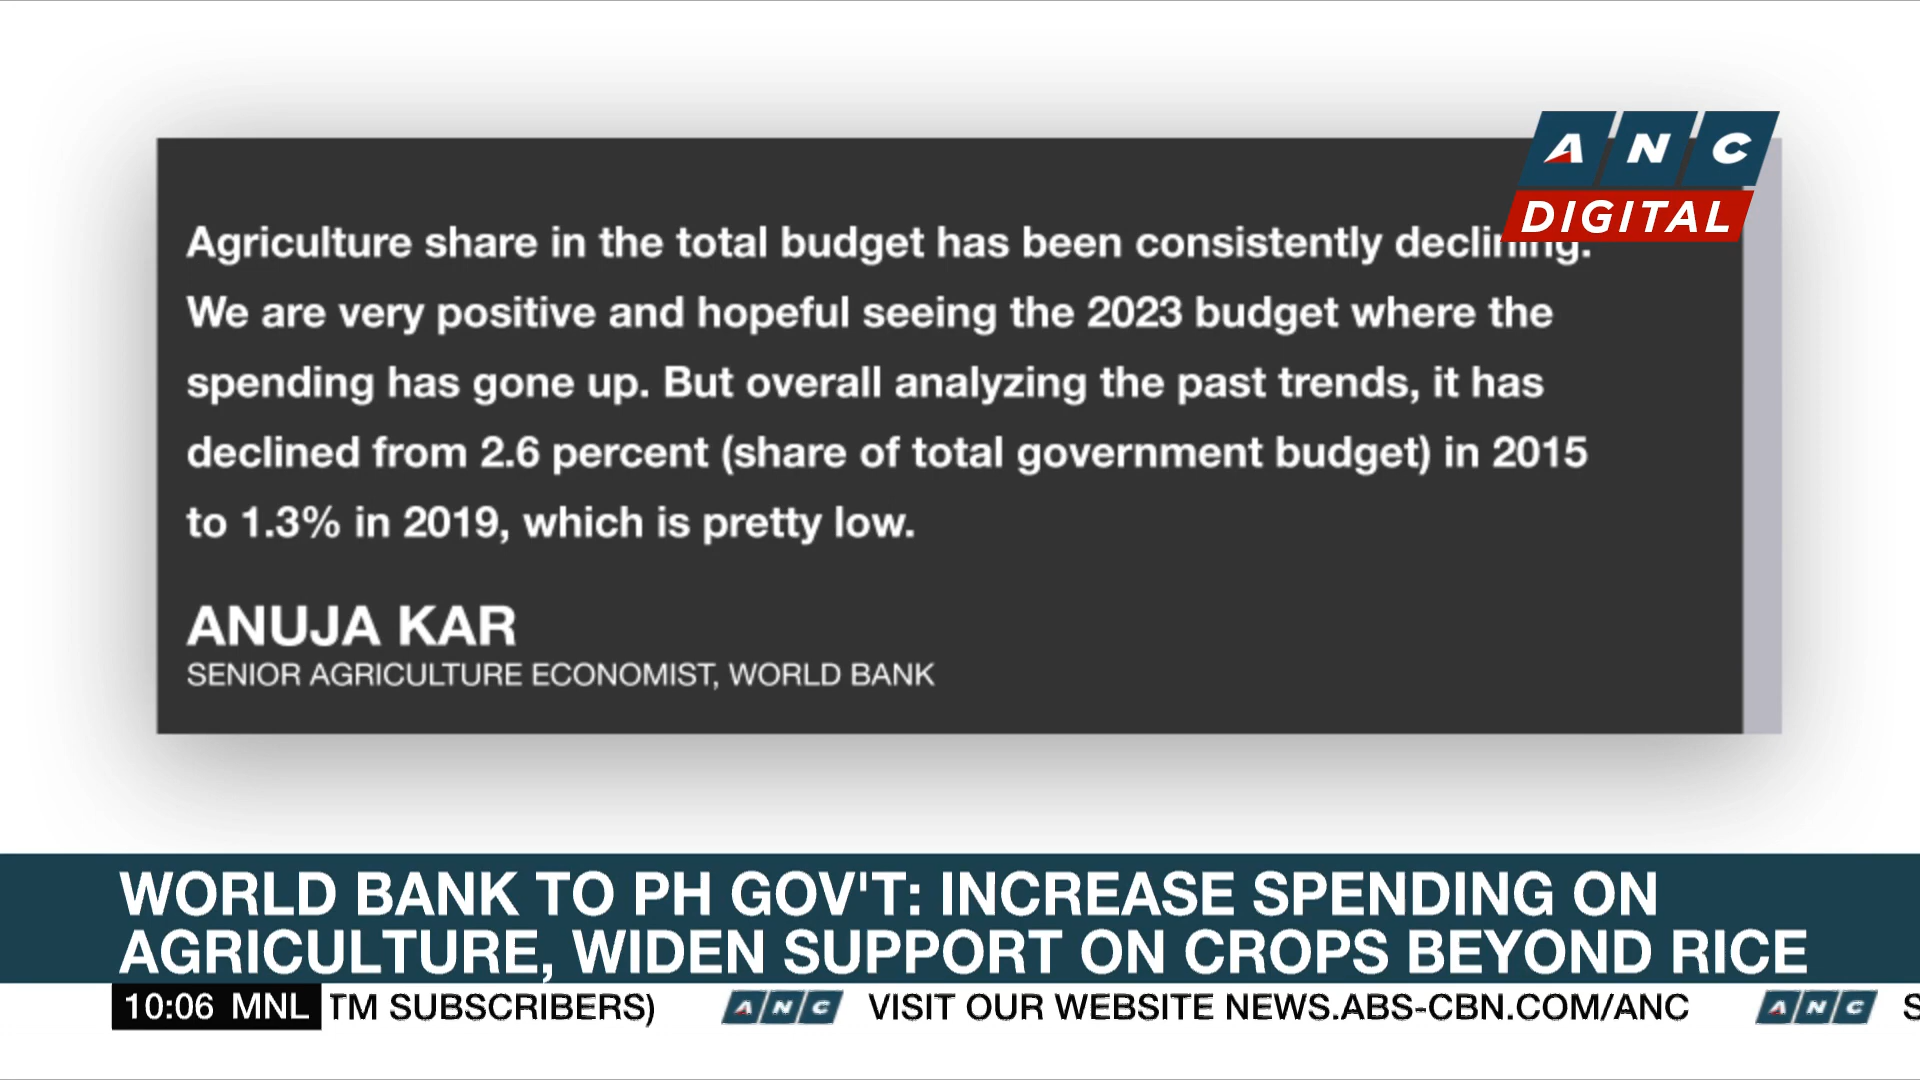 ANC
DIGITAL
Agriculture share in the total budget has been consistently declining.
We are very positive and hopeful seeing the 2023 budget where the
spending has gone up. But overall analyzing the past trends, it has
declined from 2.6 percent (share of total government budget) in 2015
to 1.3% in 2019, which is pretty low.
ANUJA KAR
SENIOR AGRICULTURE ECONOMIST, WORLD BANK
WORLD BANK TO PH GOV'T: INCREASE SPENDING ON
AGRICULTURE, WIDEN SUPPORT ON CROPS BEYOND RICE
10:06 MNL TM SUBSCRIBERS) ANC VISIT OUR WEBSITE NEWS.ABS-CBN.COM/ANC ANC S